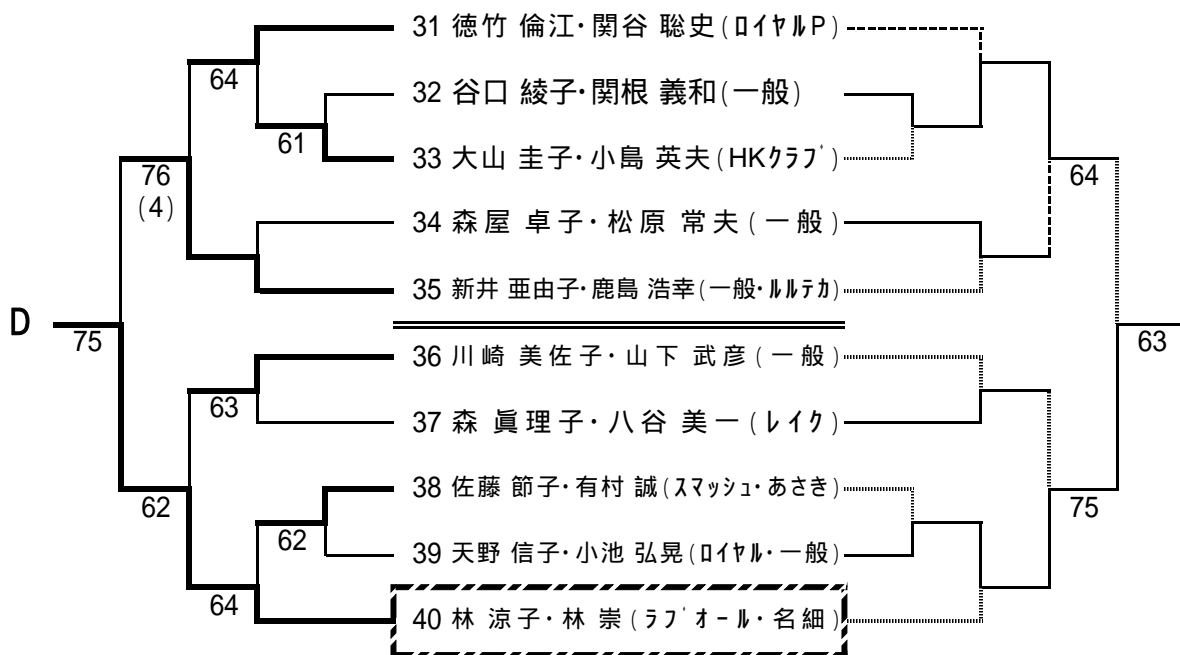 31 徳竹 倫江・関谷 聡史(ロイヤルP)
64
32 谷口 綾子・関根 義和(一般)
61
33 大山 圭子・小島 英夫(HKクラブ)
76
(4)
64
34 森屋 卓子・松原 常夫(一般)
35 新井 亜由子・鹿島 浩幸(一般・ルルテカ)
D
75
63
36 川崎 美佐子・山下 武彦(一般)
63
37 森 眞理子・八谷 美一(レイク)
38 佐藤 節子・有村 誠(スマッシュ・あさき)
62
75
62
39 天野 信子・小池 弘晃(ロイヤル・一般)
64
40 林 涼子・林 崇(ラブオール・名細)